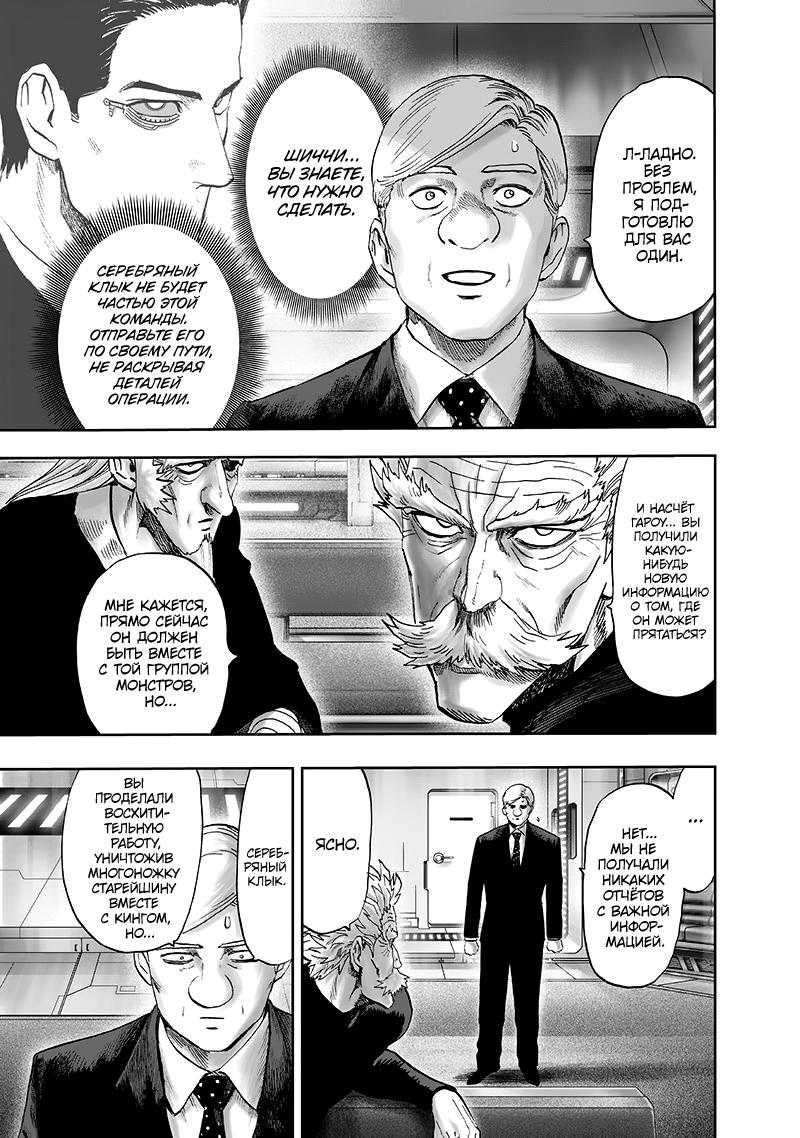 Л-ЛАДНО.
БЕЗ
ПРОБЛЕМ,
Я ПОД-
ГОТОВЛЮ
ДЛЯ ВАС
ОДИН.
ШИЧЧИ...
ВЫ ЗНАЕТЕ,
ЧТО НУЖНО
СДЕЛАТЬ.
СЕРЕБРЯНЫЙ
КЛЫК НЕ БУДЕТ
ЧАСТЬЮ ЭТОЙ
КОМАНДЫ.
ОТПРАВЬТЕ ЕГО
ПО СВОЕМУ ПУТИ,
НЕ РАСКРЫВАЯ
ДЕТАЛЕЙ
ОПЕРАЦИИ.
И НАСЧЁТ
ГАРОУ... ВЫ
ПОЛУЧИЛИ
КАКУЮ-
НИБУДЬ
НОВУЮ
ИНФОРМАЦИЮ
О ТОМ, ГДЕ
ОН МОЖЕТ
ПРЯТАТЬСЯ?
МНЕ КАЖЕТСЯ,
ПРЯМО СЕЙЧАС
ОН ДОЛЖЕН
БЫТЬ ВМЕСТЕ
С ТОЙ ГРУППОЙ
МОНСТРОВ,
НО...
...
НЕТ...
МЫ НЕ
ПОЛУЧАЛИ
НИКАКИХ
ОТЧЁТОВ
С ВАЖНОЙ
ИНФОР-
МАЦИЕЙ.
ЯСНО.
СЕРЕБ-
РЯНЫЙ
КЛЫК.
ВЫ
ПРОДЕЛАЛИ
ВОСХИТИ-
ТЕЛЬНУЮ
РАБОТУ,
УНИЧТОЖИВ
МНОГОНОЖКУ
СТАРЕЙШИНУ
ВМЕСТЕ
С КИНГОМ,
НО...